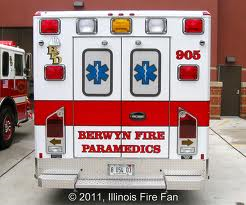 905
BERWYN FIRE
PARAMEDICS
© 2011, Illinois Fire Fan